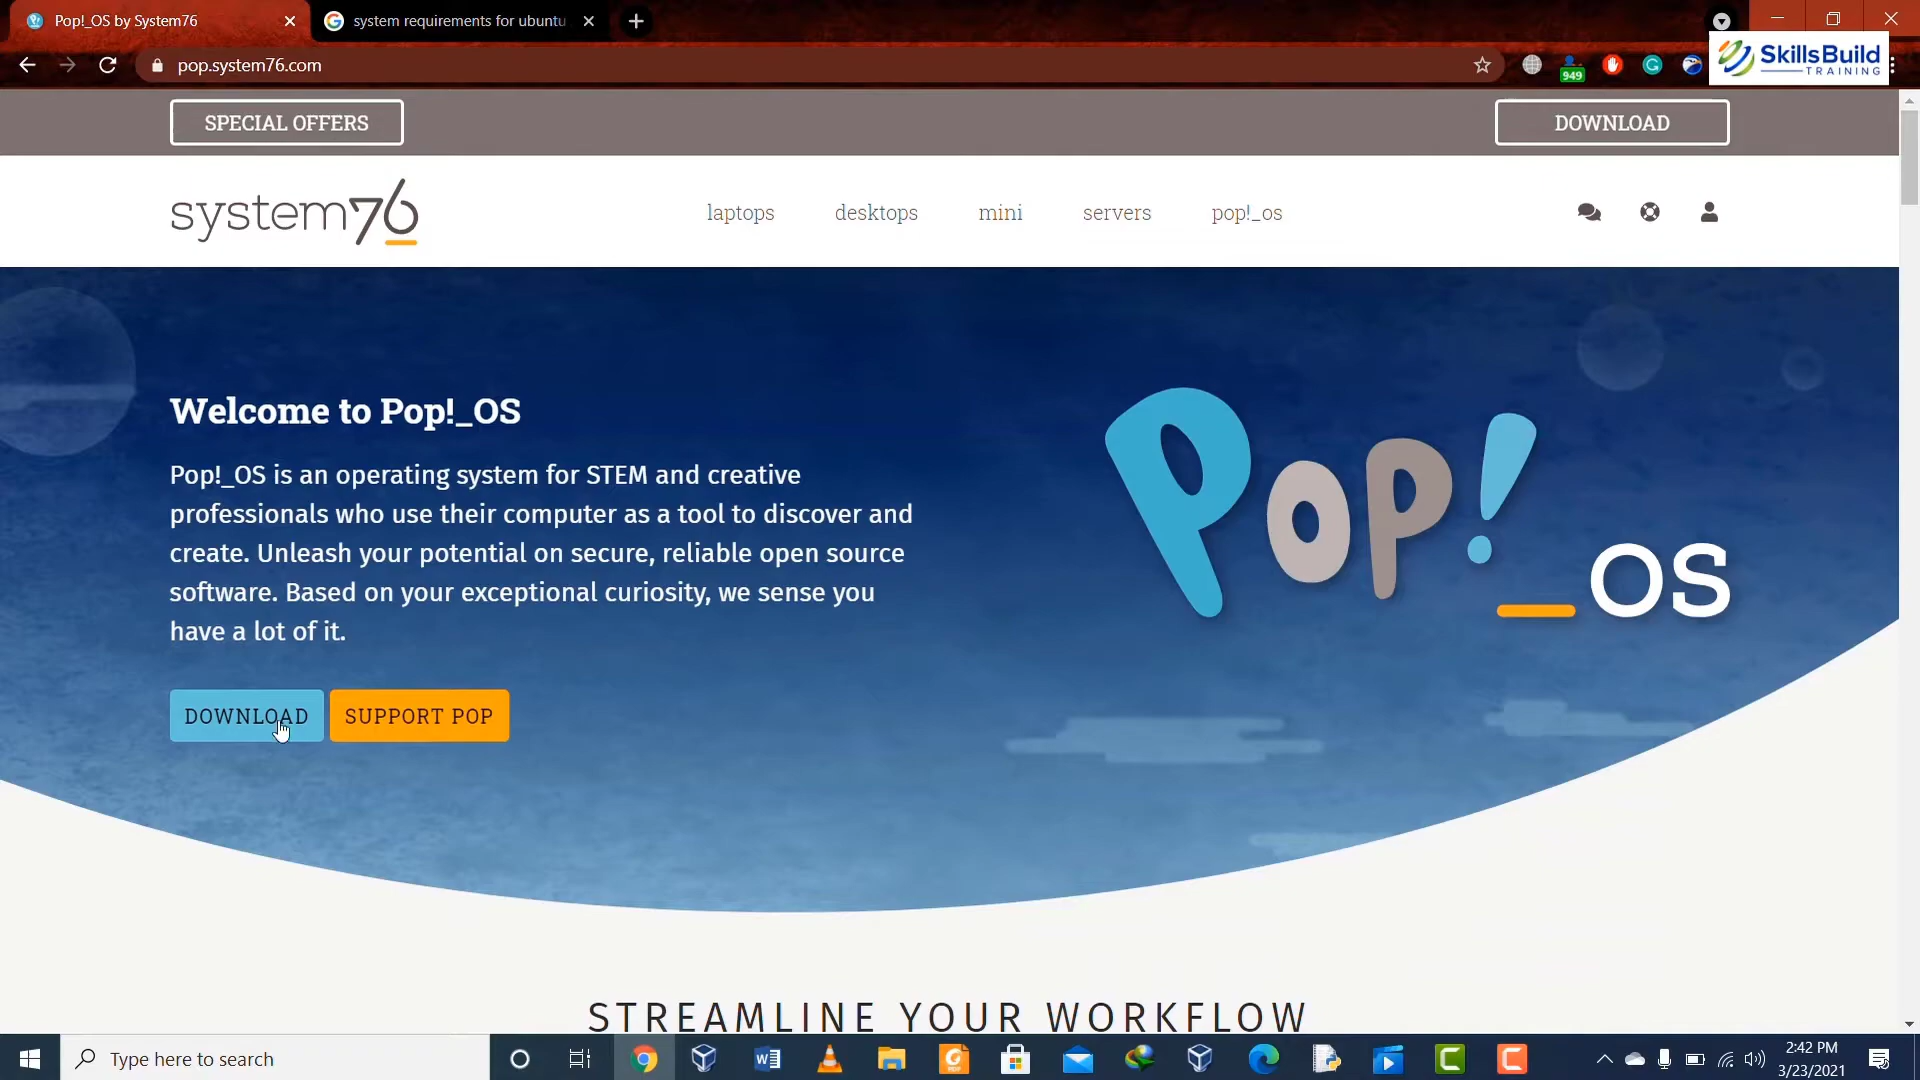 Pop!_OS by System76
system requirements for ubuntu
pop.system76.com
949
SkillsBuild
TRAINING
SPECIAL OFFERS
DOWNLOAD
system76
laptops desktops mini servers pop!_os
Welcome to Pop!_OS
Pop!_OS is an operating system for STEM and creative
professionals who use their computer as a tool to discover and
create. Unleash your potential on secure, reliable open source
software. Based on your exceptional curiosity, we sense you
have a lot of it.
Pop!_OS
DOWNLOAD SUPPORT POP
STREAMLINE YOUR WORKFLOW
Type here to search
2:42 PM
3/23/2021